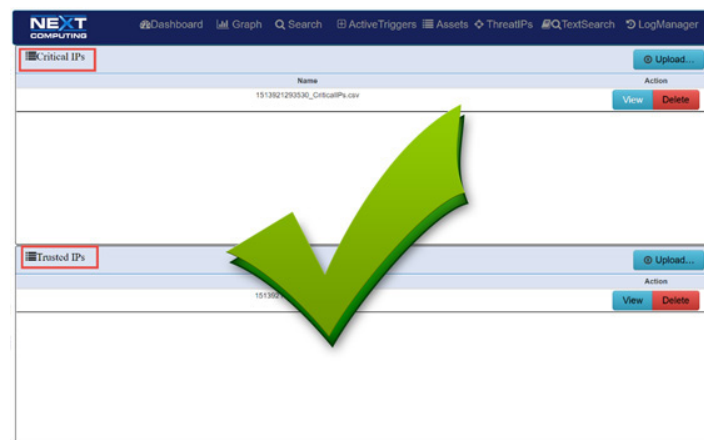 NEXT COMPUTING
Dashboard Graph Search ActiveTriggers Assets ThreatIPs TextSearch LogManager
Critical IPs
Upload...
Name Action
1513921293530_CriticalIPs.csv View Delete
Trusted IPs
Upload...
Action
View Delete